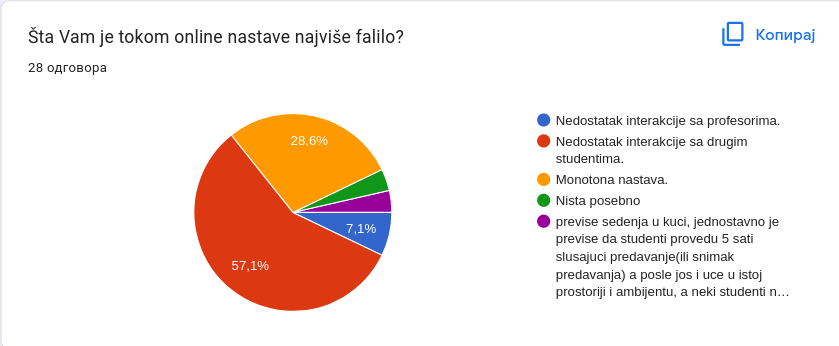 Šta Vam je tokom online nastave najviše falilo?
Копирај
28 одговора
28,6%
7,1%
57,1%
Nedostatak interakcije sa profesorima.
Nedostatak interakcije sa drugim
studentima.
Monotona nastava.
Nista posebno
previse sedenja u kuci, jednostavno je
previse da studenti provedu 5 sati
slusajuci predavanje(ili snimak
predavanja) a posle jos i uce u istoj
prostoriji i ambijentu, a neki studenti n…